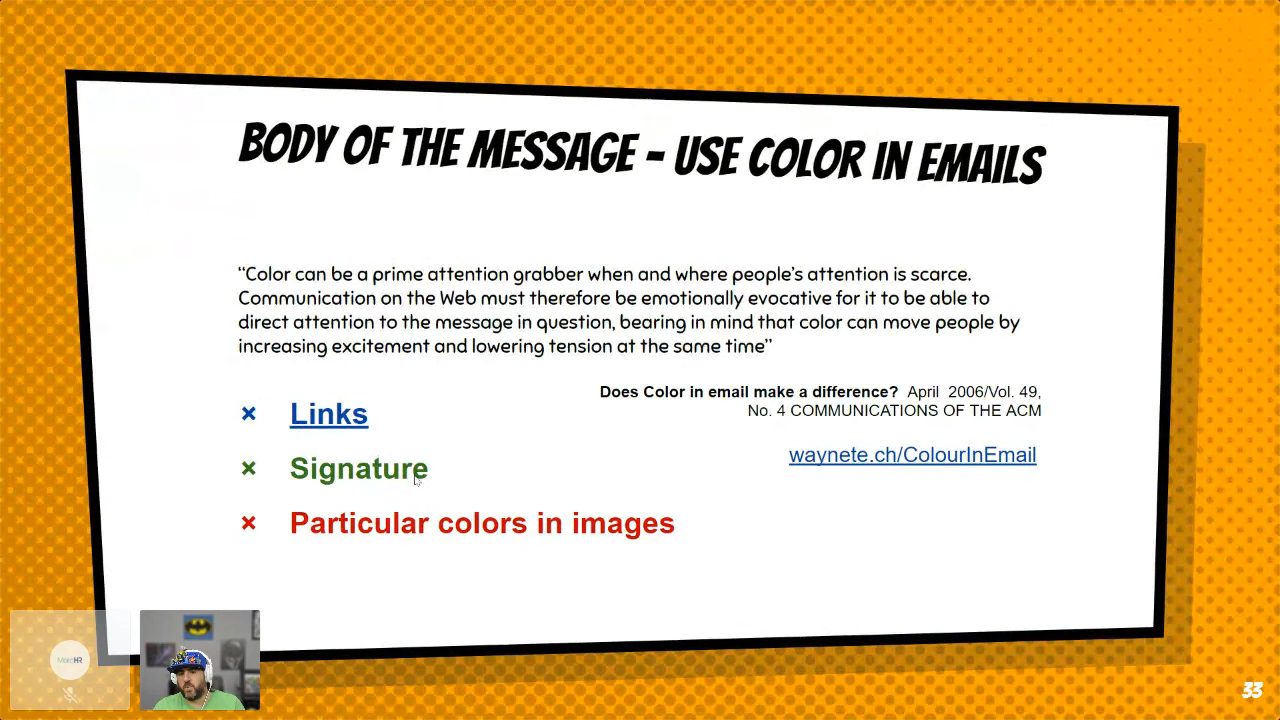 BODY OF THE MESSAGE - USE COLOR IN EMAILS
“Color can be a prime attention grabber when and where people’s attention is scarce.
Communication on the Web must therefore be emotionally evocative for it to be able to
direct attention to the message in question, bearing in mind that color can move people by
increasing excitement and lowering tension at the same time”
Does Color in email make a difference? April 2006/Vol. 49,
No. 4 COMMUNICATIONS OF THE ACM
× Links
waynete.ch/ColourInEmail
× Signature
× Particular colors in images
33